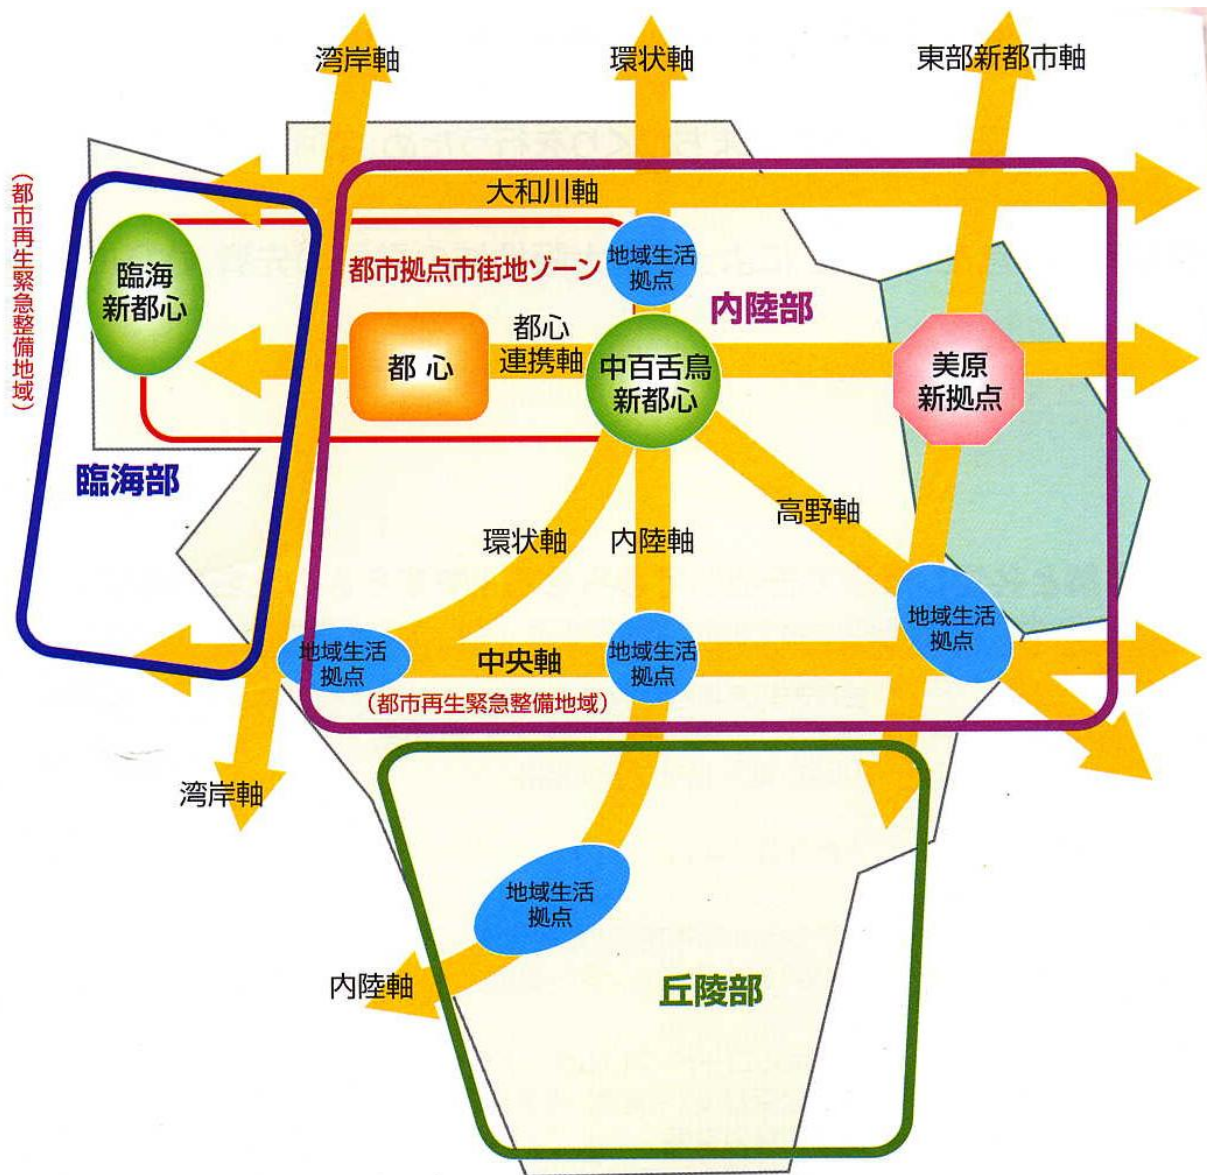 湾岸軸
環状軸
東部新都市軸
（都市再生緊急整備地域）
大和川軸
臨海
新都心
都市拠点市街地ゾーン
地域生活
拠点
内陸部
都心
都心
連携軸
中百舌鳥
新都心
美原
新拠点
臨海部
環状軸
内陸軸
高野軸
地域生活
拠点
中央軸
地域生活
拠点
地域生活
拠点
（都市再生緊急整備地域）
湾岸軸
地域生活
拠点
内陸軸
丘陵部